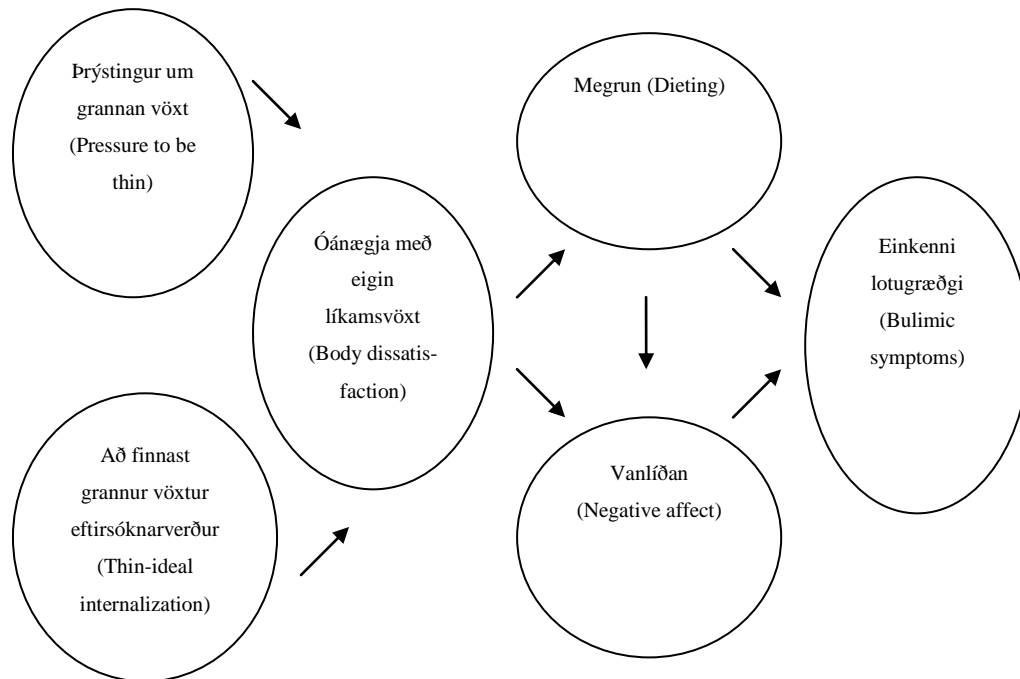 Þrýstingur um
grannan vöxt
(Pressure to be
thin)
Að finnast
grannur vöxtur
eftirsóknarverður
(Thin-ideal
internalization)
Óánægja með
eigin
líkamsvöxt
(Body dissatis-
faction)
Megrun (Dieting)
Vanlíðan
(Negative affect)
Einkenni
lotugræðgi
(Bulimic
symptoms)